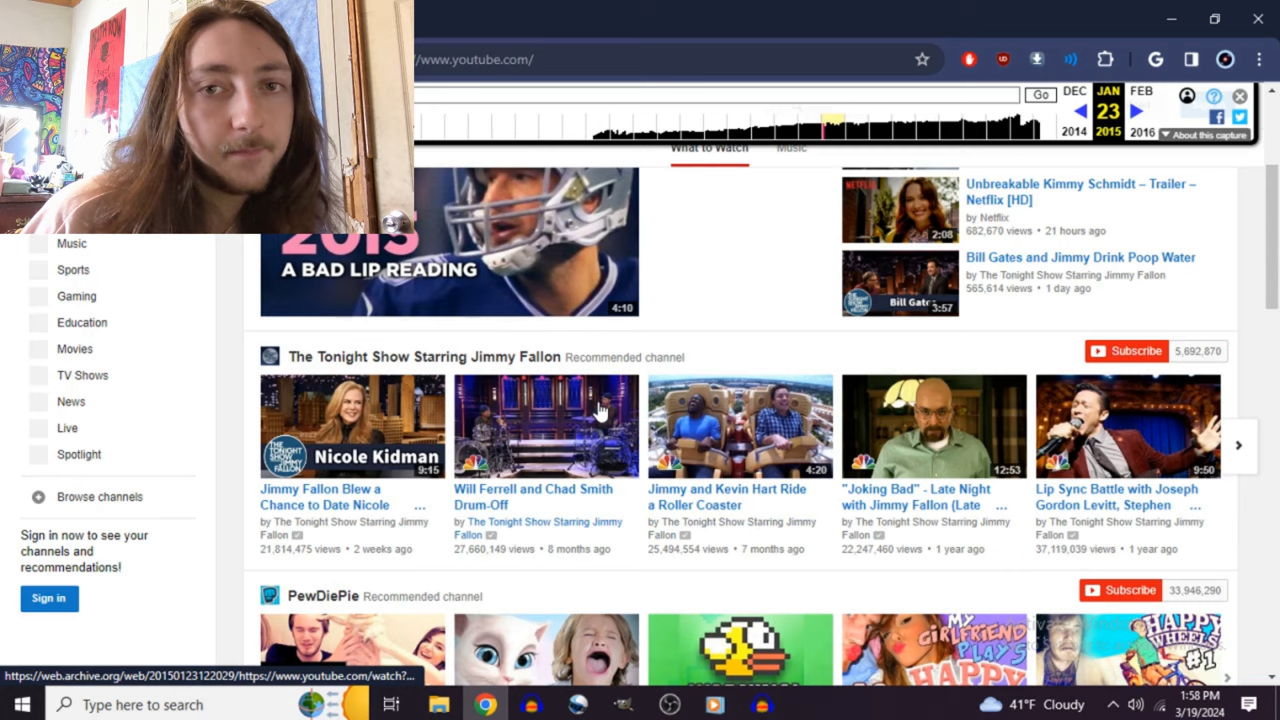 //www.youtube.com/
Go
DEC JAN FEB
23
2014 2015 2016
About this capture
What to Watch Music
2015
A BAD LIP READING
4:10
NETFLIX
2:08
Unbreakable Kimmy Schmidt – Trailer –
Netflix [HD]
by Netflix
682,670 views • 21 hours ago
Bill Gates
3:57
Bill Gates and Jimmy Drink Poop Water
by The Tonight Show Starring Jimmy Fallon
565,614 views • 1 day ago
Music
Sports
Gaming
Education
Movies
TV Shows
News
Live
Spotlight
Browse channels
Sign in now to see your
channels and
recommendations!
Sign in
The Tonight Show Starring Jimmy Fallon Recommended channel
Subscribe 5,692,870
THE TONIGHT SHOW
Nicole Kidman
9:15
4:20
12:53
9:50
Jimmy Fallon Blew a
Chance to Date Nicole ...
by The Tonight Show Starring Jimmy
Fallon
21,814,475 views • 2 weeks ago
Will Ferrell and Chad Smith
Drum-Off
by The Tonight Show Starring Jimmy
Fallon
27,660,149 views • 8 months ago
Jimmy and Kevin Hart Ride
a Roller Coaster
by The Tonight Show Starring Jimmy
Fallon
25,494,554 views • 7 months ago
"Joking Bad" - Late Night
with Jimmy Fallon (Late ...
by The Tonight Show Starring Jimmy
Fallon
22,247,460 views • 1 year ago
Lip Sync Battle with Joseph
Gordon Levitt, Stephen ...
by The Tonight Show Starring Jimmy
Fallon
37,119,039 views • 1 year ago
PewDiePie Recommended channel
Subscribe 33,946,290
MY
GIRLFRIEND
PLAYS
HAPPY
HAPPY
WHEELS
#1
https://web.archive.org/web/20150123122029/https://www.youtube.com/watch?...
Type here to search
41°F Cloudy
1:58 PM
3/19/2024